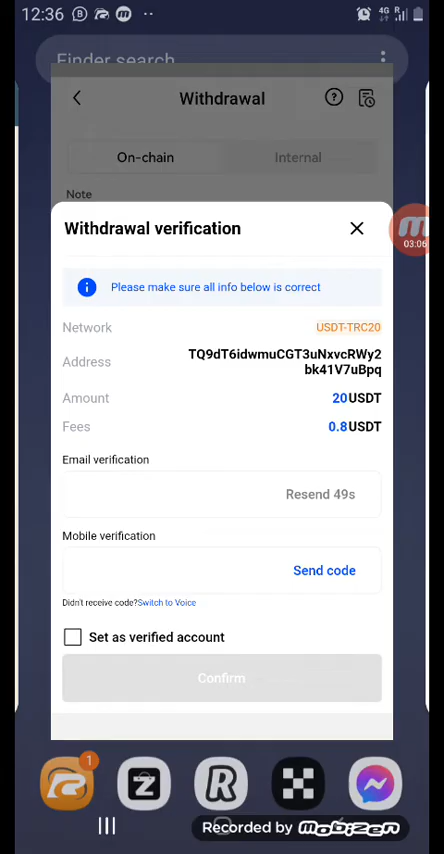 12:36
4G
R
Finder search
Withdrawal
On-chain
Internal
Note
Withdrawal verification
03:06
Please make sure all info below is correct
Network
USDT-TRC20
Address
TQ9dT6idwmuCGT3uNxvcRWy2
bk41V7uBpq
Amount
20USDT
Fees
0.8USDT
Email verification
Resend 49s
Mobile verification
Send code
Didn't receive code?Switch to Voice
Set as verified account
Confirm
1
Recorded by mobizen